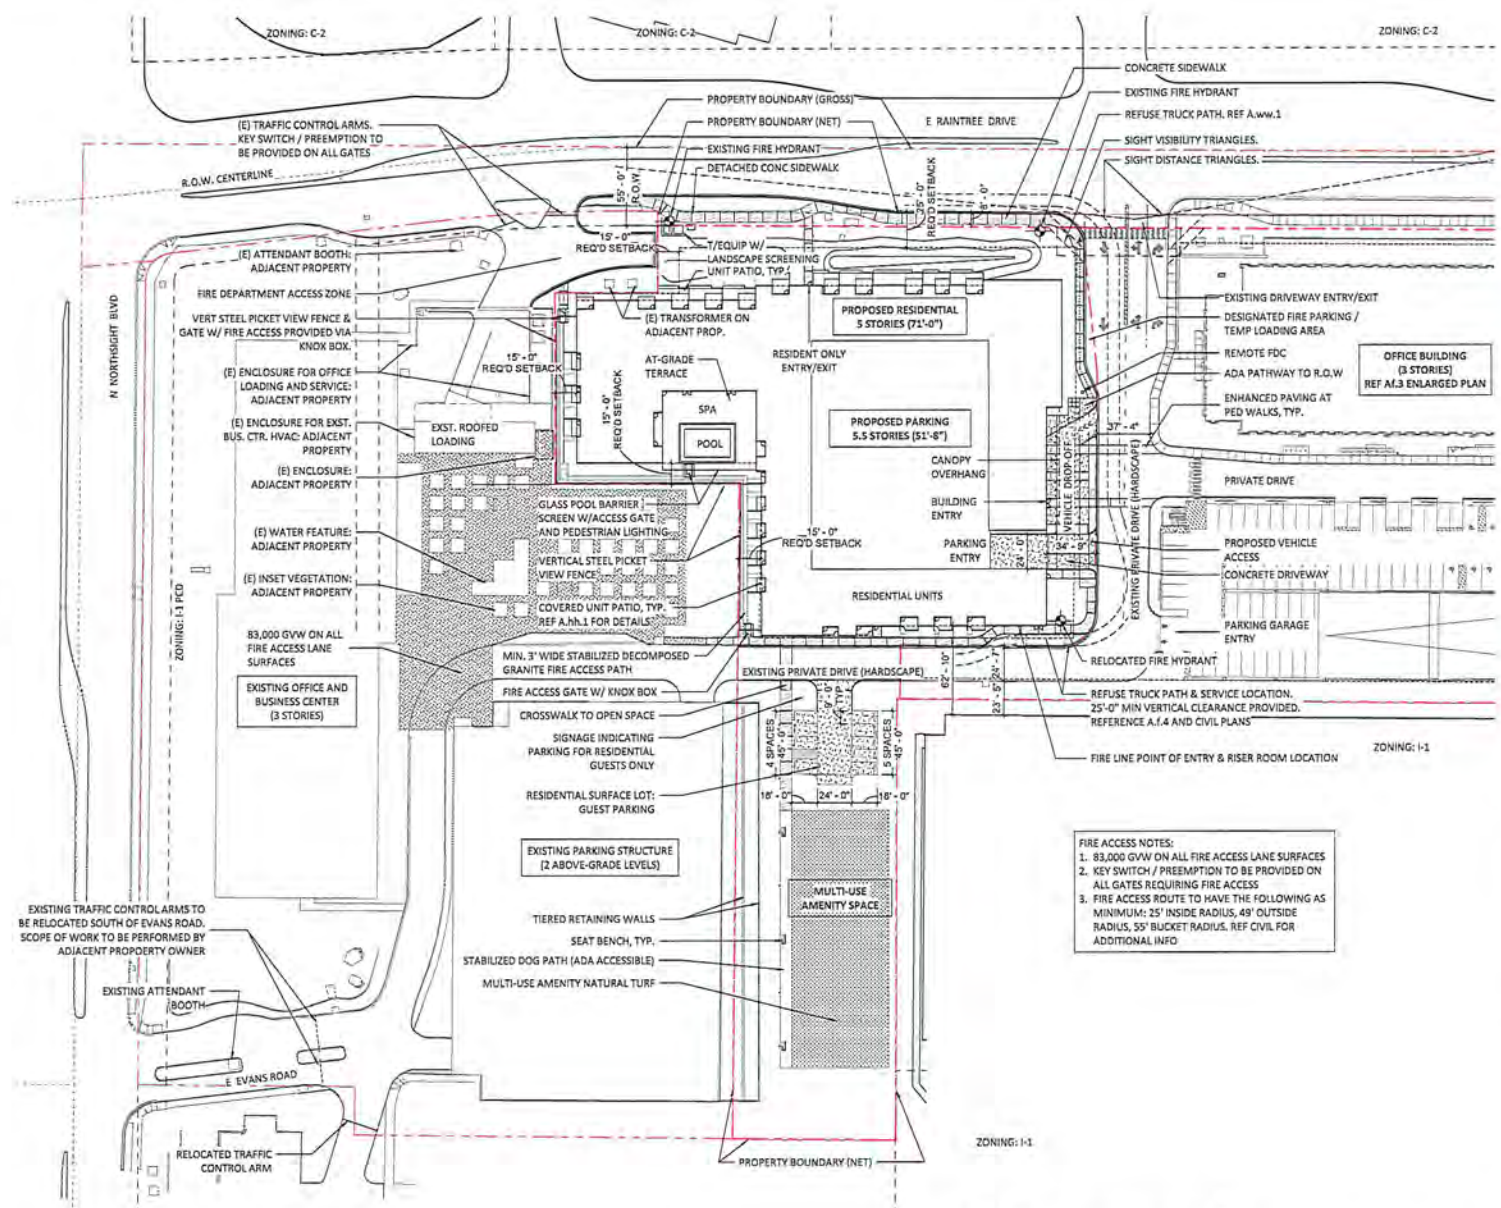 ZONING: C-2
ZONING: C-2
ZONING: C-2
CONCRETE SIDEWALK
EXISTING FIRE HYDRANT
REFUSE TRUCK PATH. REF A.ww.1
SIGHT VISIBILITY TRIANGLES.
SIGHT DISTANCE TRIANGLES.
PROPERTY BOUNDARY (GROSS)
PROPERTY BOUNDARY (NET)
E RAINTREE DRIVE
EXISTING FIRE HYDRANT
DETACHED CONC SIDEWALK
(E) TRAFFIC CONTROL ARMS.
KEY SWITCH / PREEMPTION TO
BE PROVIDED ON ALL GATES
R.O.W. CENTERLINE
55' - 0"
R.O.W.
REQ'D SETBACK
15' - 0"
REQ'D SETBACK
T/EQUIP W/
LANDSCAPE SCREENING
UNIT PATIO, TYP.
(E) ATTENDANT BOOTH:
ADJACENT PROPERTY
FIRE DEPARTMENT ACCESS ZONE
VERT STEEL PICKET VIEW FENCE &
GATE W/ FIRE ACCESS PROVIDED VIA
KNOX BOX.
N NORTHSIGHT BLVD
15' - 0"
REQ'D SETBACK
(E) ENCLOSURE FOR OFFICE
LOADING AND SERVICE:
ADJACENT PROPERTY
(E) ENCLOSURE FOR EXST.
BUS. CTR. HVAC: ADJACENT
PROPERTY
EXST. ROOFED
LOADING
(E) ENCLOSURE:
ADJACENT PROPERTY
(E) WATER FEATURE:
ADJACENT PROPERTY
(E) INSET VEGETATION:
ADJACENT PROPERTY
ZONING: I-1 PCD
83,000 GVW ON ALL
FIRE ACCESS LANE
SURFACES
EXISTING OFFICE AND
BUSINESS CENTER
(3 STORIES)
(E) TRANSFORMER ON
ADJACENT PROP.
AT-GRADE
TERRACE
15' - 0"
REQ'D SETBACK
SPA
POOL
RESIDENT ONLY
ENTRY/EXIT
PROPOSED RESIDENTIAL
5 STORIES (71'-0")
PROPOSED PARKING
5.5 STORIES (51'-8")
CANOPY
OVERHANG
BUILDING
ENTRY
PARKING
ENTRY
VEHICLE DROP-OFF
37' - 4"
34' - 9"
24' - 0"
EXISTING PRIVATE DRIVE (HARDSCAPE)
EXISTING DRIVEWAY ENTRY/EXIT
DESIGNATED FIRE PARKING /
TEMP LOADING AREA
REMOTE FDC
ADA PATHWAY TO R.O.W
ENHANCED PAVING AT
PED WALKS, TYP.
OFFICE BUILDING
(3 STORIES)
REF Af.3 ENLARGED PLAN
PRIVATE DRIVE
PROPOSED VEHICLE
ACCESS
CONCRETE DRIVEWAY
PARKING GARAGE
ENTRY
GLASS POOL BARRIER
SCREEN W/ACCESS GATE
AND PEDESTRIAN LIGHTING
VERTICAL STEEL PICKET
VIEW FENCE
15' - 0"
REQ'D SETBACK
COVERED UNIT PATIO, TYP.
REF A.hh.1 FOR DETAILS
RESIDENTIAL UNITS
MIN. 3' WIDE STABILIZED DECOMPOSED
GRANITE FIRE ACCESS PATH
FIRE ACCESS GATE W/ KNOX BOX
EXISTING PRIVATE DRIVE (HARDSCAPE)
62' - 10"
23' - 5"
RELOCATED FIRE HYDRANT
REFUSE TRUCK PATH & SERVICE LOCATION.
25'-0" MIN VERTICAL CLEARANCE PROVIDED.
REFERENCE A.f.4 AND CIVIL PLANS
FIRE LINE POINT OF ENTRY & RISER ROOM LOCATION
ZONING: I-1
CROSSWALK TO OPEN SPACE
SIGNAGE INDICATING
PARKING FOR RESIDENTIAL
GUESTS ONLY
RESIDENTIAL SURFACE LOT:
GUEST PARKING
4 SPACES
45'- 0"
5 SPACES
45'- 0"
18' - 0"
24' - 0"
18' - 0"
EXISTING PARKING STRUCTURE
(2 ABOVE-GRADE LEVELS)
MULTI-USE
AMENITY SPACE
TIERED RETAINING WALLS
SEAT BENCH, TYP.
STABILIZED DOG PATH (ADA ACCESSIBLE)
MULTI-USE AMENITY NATURAL TURF
FIRE ACCESS NOTES:
1. 83,000 GVW ON ALL FIRE ACCESS LANE SURFACES
2. KEY SWITCH / PREEMPTION TO BE PROVIDED ON
ALL GATES REQUIRING FIRE ACCESS
3. FIRE ACCESS ROUTE TO HAVE THE FOLLOWING AS
MINIMUM: 25' INSIDE RADIUS, 49' OUTSIDE
RADIUS, 55' BUCKET RADIUS. REF CIVIL FOR
ADDITIONAL INFO
EXISTING TRAFFIC CONTROL ARMS TO
BE RELOCATED SOUTH OF EVANS ROAD.
SCOPE OF WORK TO BE PERFORMED BY
ADJACENT PROPOERTY OWNER
EXISTING ATTENDANT
BOOTH
E EVANS ROAD
RELOCATED TRAFFIC
CONTROL ARM
PROPERTY BOUNDARY (NET)
ZONING: I-1